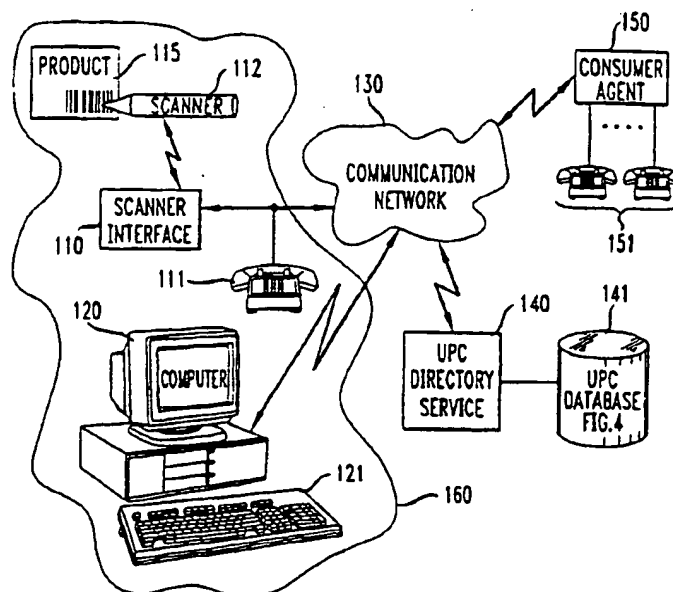 PRODUCT
115
112
SCANNER
130
COMMUNICATION
NETWORK
150
CONSUMER
AGENT
151
SCANNER
INTERFACE
110
111
120
COMPUTER
121
160
140
UPC
DIRECTORY
SERVICE
141
UPC
DATABASE
FIG.4